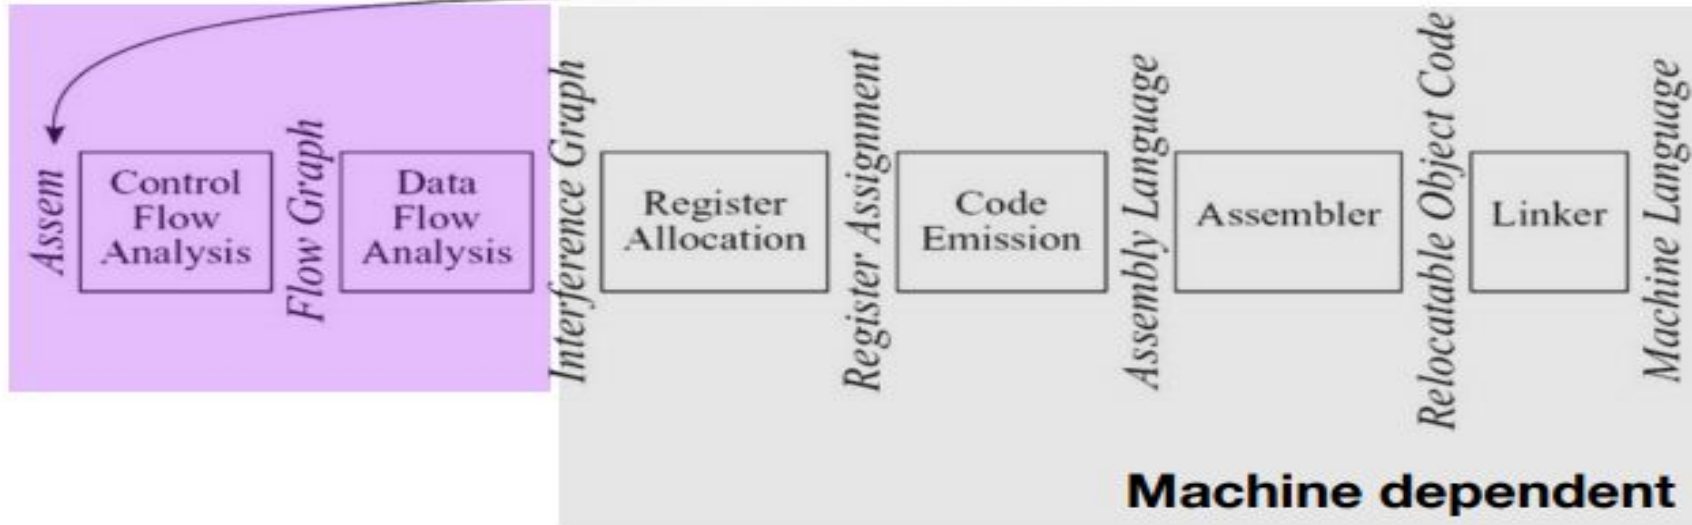 Assem
Control
Flow
Analysis
Flow Graph
Data
Flow
Analysis
Interference Graph
Register
Allocation
Register Assignment
Code
Emission
Assembly Language
Assembler
Relocatable Object Code
Linker
Machine Language
Machine dependent